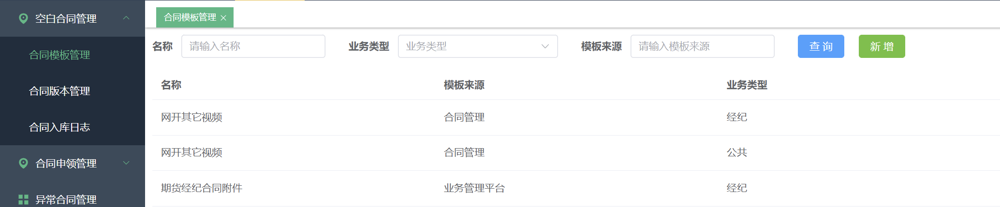 空白合同管理
合同模板管理
合同版本管理
合同入库日志
合同申领管理
异常合同管理
合同模板管理
名称 请输入名称 业务类型 业务类型 模板来源 请输入模板来源 查询 新增
名称 模板来源 业务类型
网开其它视频 合同管理 经纪
网开其它视频 合同管理 公共
期货经纪合同附件 业务管理平台 经纪